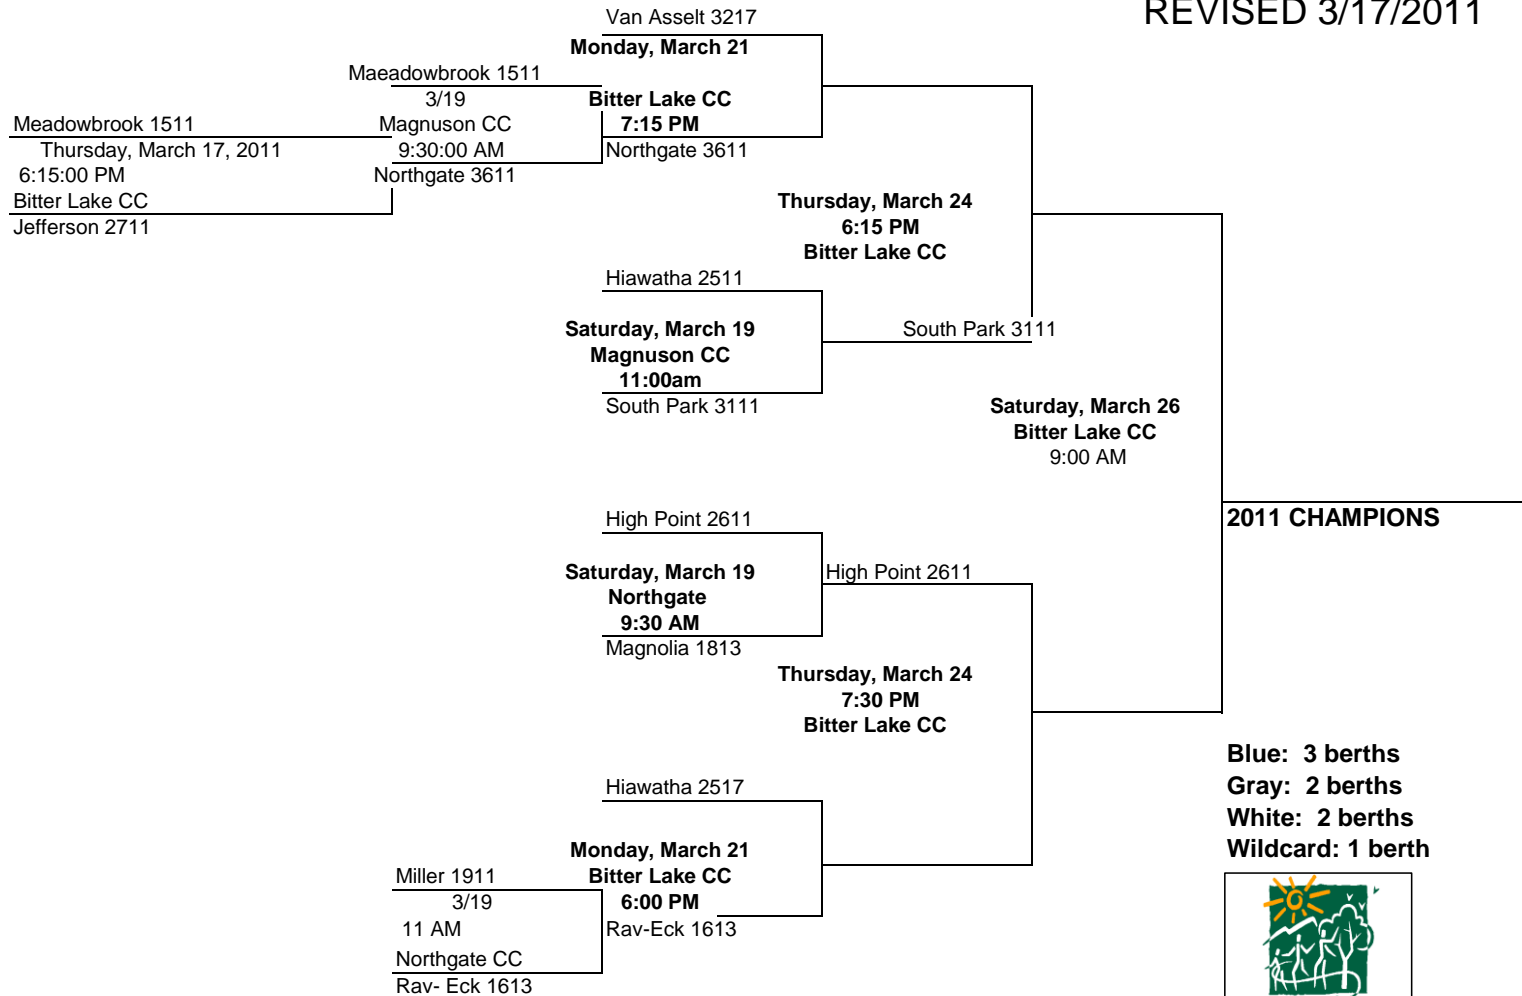 REVISED 3/17/2011
Van Asselt 3217
Monday, March 21
Maeadowbrook 1511
3/19
Bitter Lake CC
Meadowbrook 1511
Magnuson CC
7:15 PM
Thursday, March 17, 2011
9:30:00 AM
Northgate 3611
6:15:00 PM
Northgate 3611
Bitter Lake CC
Jefferson 2711
Thursday, March 24
6:15 PM
Bitter Lake CC
Hiawatha 2511
Saturday, March 19
South Park 3111
Magnuson CC
11:00am
South Park 3111
Saturday, March 26
Bitter Lake CC
9:00 AM
High Point 2611
2011 CHAMPIONS
Saturday, March 19
High Point 2611
Northgate
9:30 AM
Magnolia 1813
Thursday, March 24
7:30 PM
Bitter Lake CC
Hiawatha 2517
Blue:  3 berths
Gray:  2 berths
White:  2 berths
Wildcard: 1 berth
Monday, March 21
Miller 1911
Bitter Lake CC
3/19
6:00 PM
11 AM
Rav-Eck 1613
Northgate CC
Rav- Eck 1613